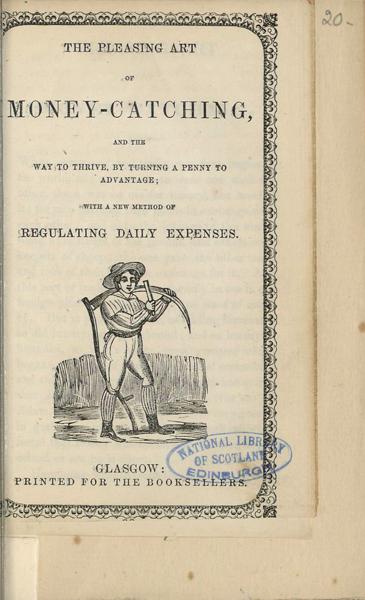 20-
THE PLEASING ART
OF
MONEY-CATCHING,
AND THE
WAY TO THRIVE, BY TURNING A PENNY TO
ADVANTAGE;
WITH A NEW METHOD OF
REGULATING DAILY EXPENSES.
NATIONAL LIBRARY
OF SCOTLAND
EDINBURGH
GLASGOW:
PRINTED FOR THE BOOKSELLERS.